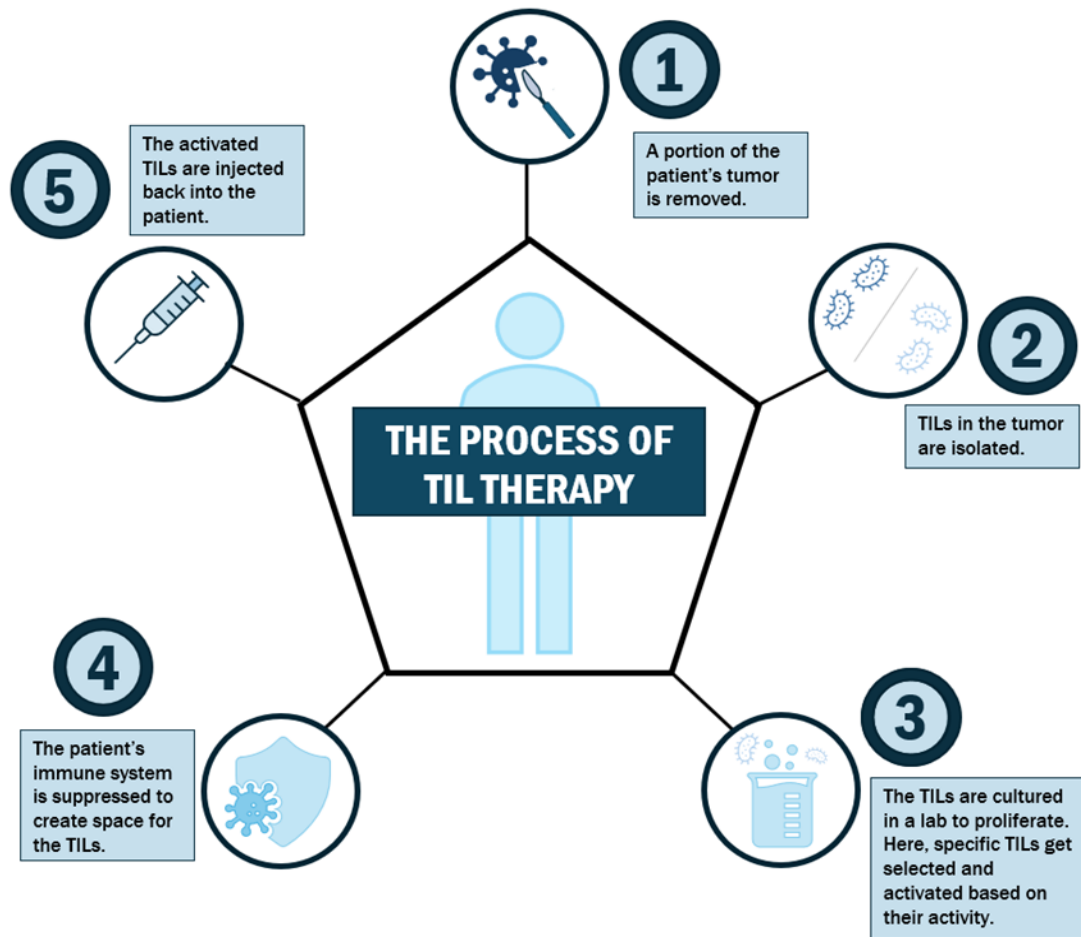 1
A portion of the
patient's tumor
is removed.
2
TILs in the tumor
are isolated.
3
The TILs are cultured
in a lab to proliferate.
Here, specific TILs get
selected and
activated based on
their activity.
4
The patient's
immune system
is suppressed to
create space for
the TILs.
5
The activated
TILs are injected
back into the
patient.
THE PROCESS OF
TIL THERAPY